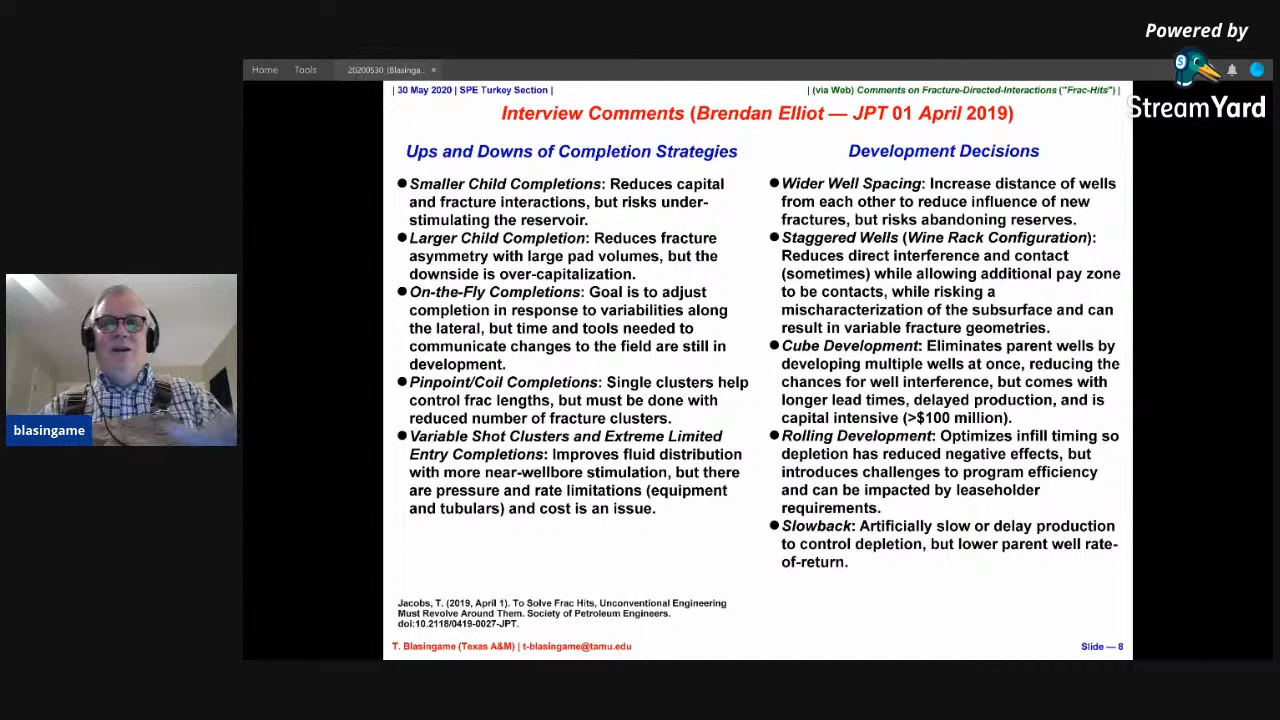 Powered by
StreamYard
Home
Tools
20200530_(Blasinga...
×
| 30 May 2020 | SPE Turkey Section |
| (via Web) Comments on Fracture-Directed-Interactions ("Frac-Hits") |
Interview Comments (Brendan Elliot — JPT 01 April 2019)
Ups and Downs of Completion Strategies
●Smaller Child Completions: Reduces capital
and fracture interactions, but risks under-
stimulating the reservoir.
●Larger Child Completion: Reduces fracture
asymmetry with large pad volumes, but the
downside is over-capitalization.
●On-the-Fly Completions: Goal is to adjust
completion in response to variabilities along
the lateral, but time and tools needed to
communicate changes to the field are still in
development.
●Pinpoint/Coil Completions: Single clusters help
control frac lengths, but must be done with
reduced number of fracture clusters.
●Variable Shot Clusters and Extreme Limited
Entry Completions: Improves fluid distribution
with more near-wellbore stimulation, but there
are pressure and rate limitations (equipment
and tubulars) and cost is an issue.
Development Decisions
●Wider Well Spacing: Increase distance of wells
from each other to reduce influence of new
fractures, but risks abandoning reserves.
●Staggered Wells (Wine Rack Configuration):
Reduces direct interference and contact
(sometimes) while allowing additional pay zone
to be contacts, while risking a
mischaracterization of the subsurface and can
result in variable fracture geometries.
●Cube Development: Eliminates parent wells by
developing multiple wells at once, reducing the
chances for well interference, but comes with
longer lead times, delayed production, and is
capital intensive (>$100 million).
●Rolling Development: Optimizes infill timing so
depletion has reduced negative effects, but
introduces challenges to program efficiency
and can be impacted by leaseholder
requirements.
●Slowback: Artificially slow or delay production
to control depletion, but lower parent well rate-
of-return.
Jacobs, T. (2019, April 1). To Solve Frac Hits, Unconventional Engineering
Must Revolve Around Them. Society of Petroleum Engineers.
doi:10.2118/0419-0027-JPT.
T. Blasingame (Texas A&M) | t-blasingame@tamu.edu
Slide — 8
blasingame